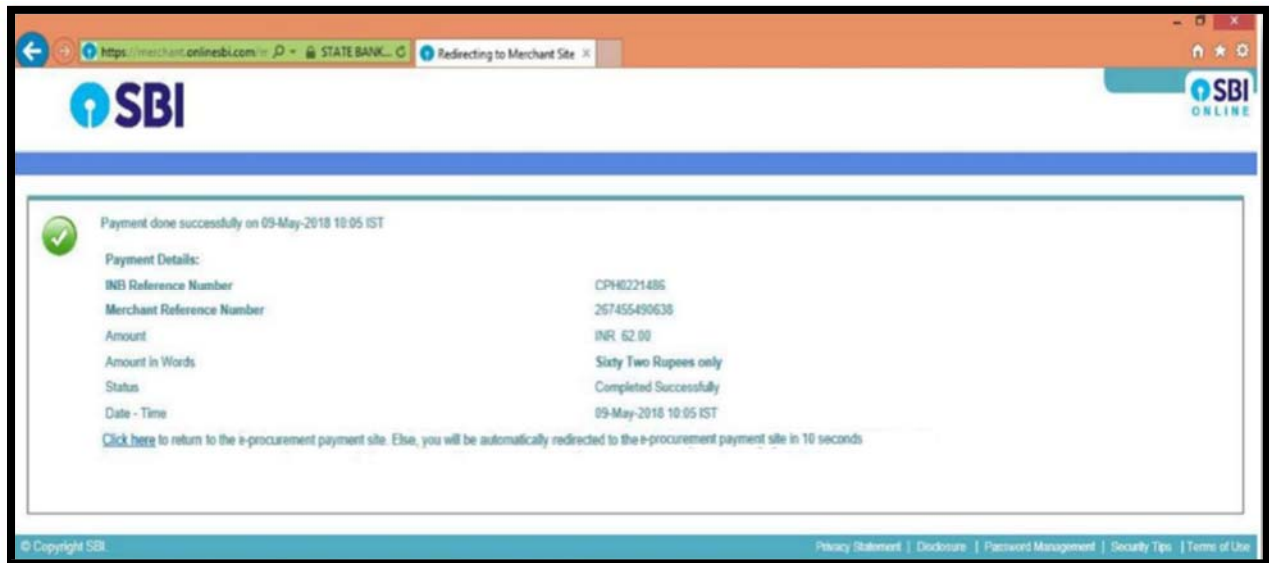 https://merchant.onlinesbi.com STATE BANK... Redirecting to Merchant Site
SBI
SBI
ONLINE
Payment done successfully on 09-May-2018 10:05 IST
Payment Details:
INB Reference Number CPH0221486
Merchant Reference Number 267455490638
Amount INR 62.00
Amount in Words Sixty Two Rupees only
Status Completed Successfully
Date - Time 09-May-2018 10:05 IST
Click here to return to the e-procurement payment site. Else, you will be automatically redirected to the e-procurement payment site in 10 seconds
© Copyright SBI. Privacy Statement | Disclosure | Password Management | Security Tips | Terms of Use